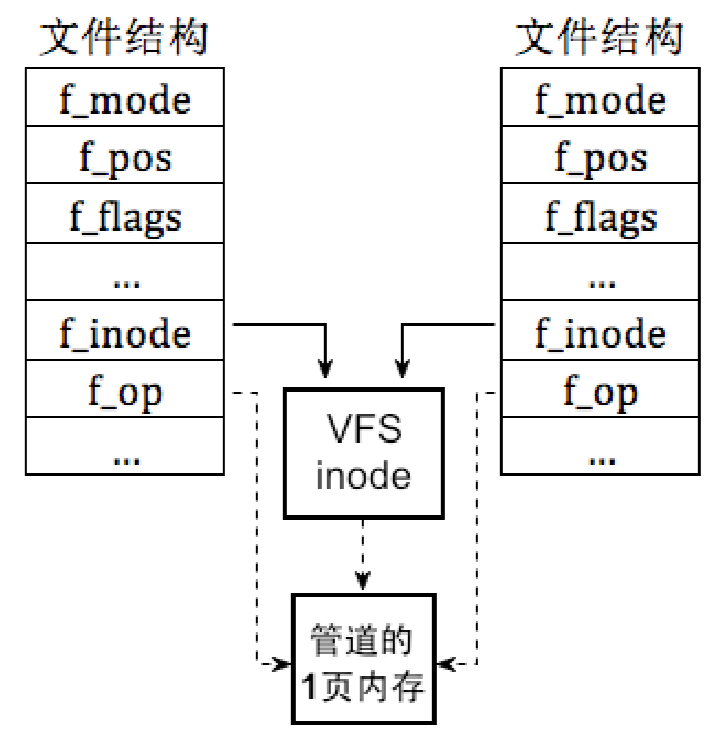 文件结构
f_mode
f_pos
f_flags
...
f_inode
f_op
...
文件结构
f_mode
f_pos
f_flags
...
f_inode
f_op
...
VFS
inode
管道的
1页内存